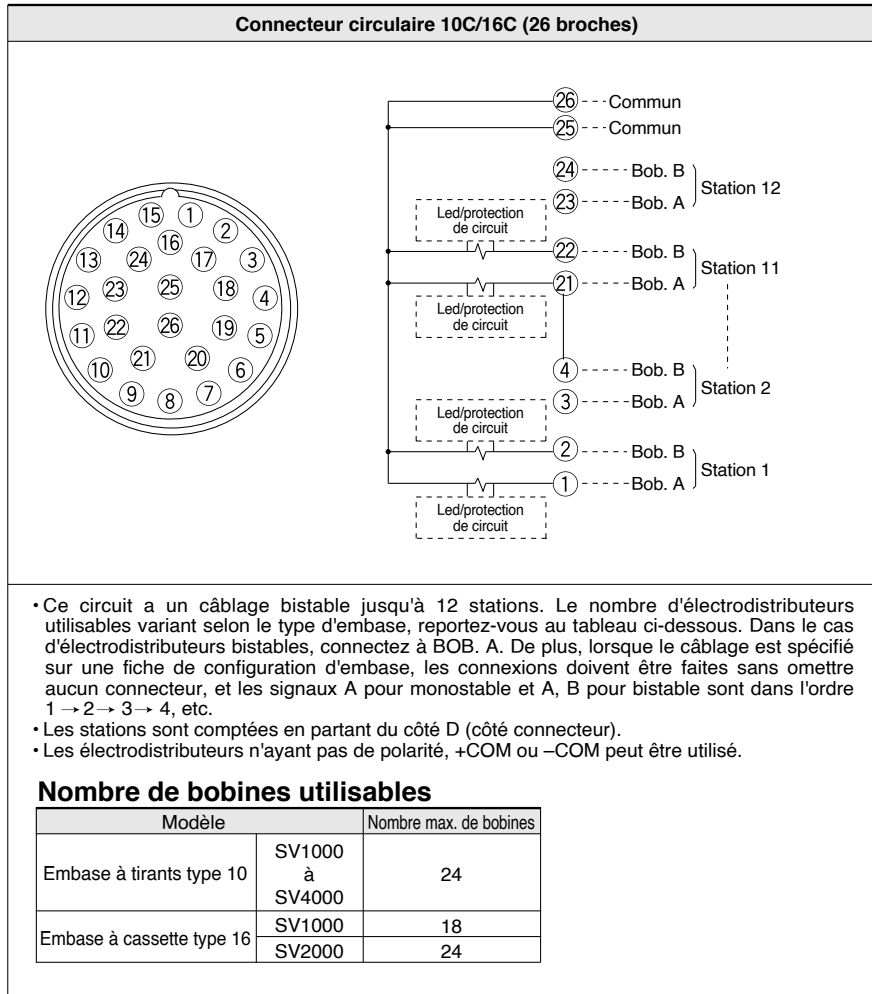 Connecteur circulaire 10C/16C (26 broches)
26 Commun
25 Commun
24 Bob. B
Station 12
23 Bob. A
Led/protection
de circuit
22 Bob. B
Station 11
21 Bob. A
Led/protection
de circuit
4 Bob. B
Station 2
3 Bob. A
Led/protection
de circuit
2 Bob. B
Station 1
1 Bob. A
Led/protection
de circuit
15 1
14 16 2
13 24 17 3
12 23 25 18 4
11 22 26 19 5
10 21 20 6
9 8 7
• Ce circuit a un câblage bistable jusqu'à 12 stations. Le nombre d'électrodistributeurs
utilisables variant selon le type d'embase, reportez-vous au tableau ci-dessous. Dans le cas
d'électrodistributeurs bistables, connectez à BOB. A. De plus, lorsque le câblage est spécifié
sur une fiche de configuration d'embase, les connexions doivent être faites sans omettre
aucun connecteur, et les signaux A pour monostable et A, B pour bistable sont dans l'ordre
1 → 2 → 3 → 4, etc.
• Les stations sont comptées en partant du côté D (côté connecteur).
• Les électrodistributeurs n'ayant pas de polarité, +COM ou –COM peut être utilisé.
Nombre de bobines utilisables
Modèle Nombre max. de bobines
Embase à tirants type 10 SV1000 à SV4000 24
Embase à cassette type 16 SV1000 18
SV2000 24